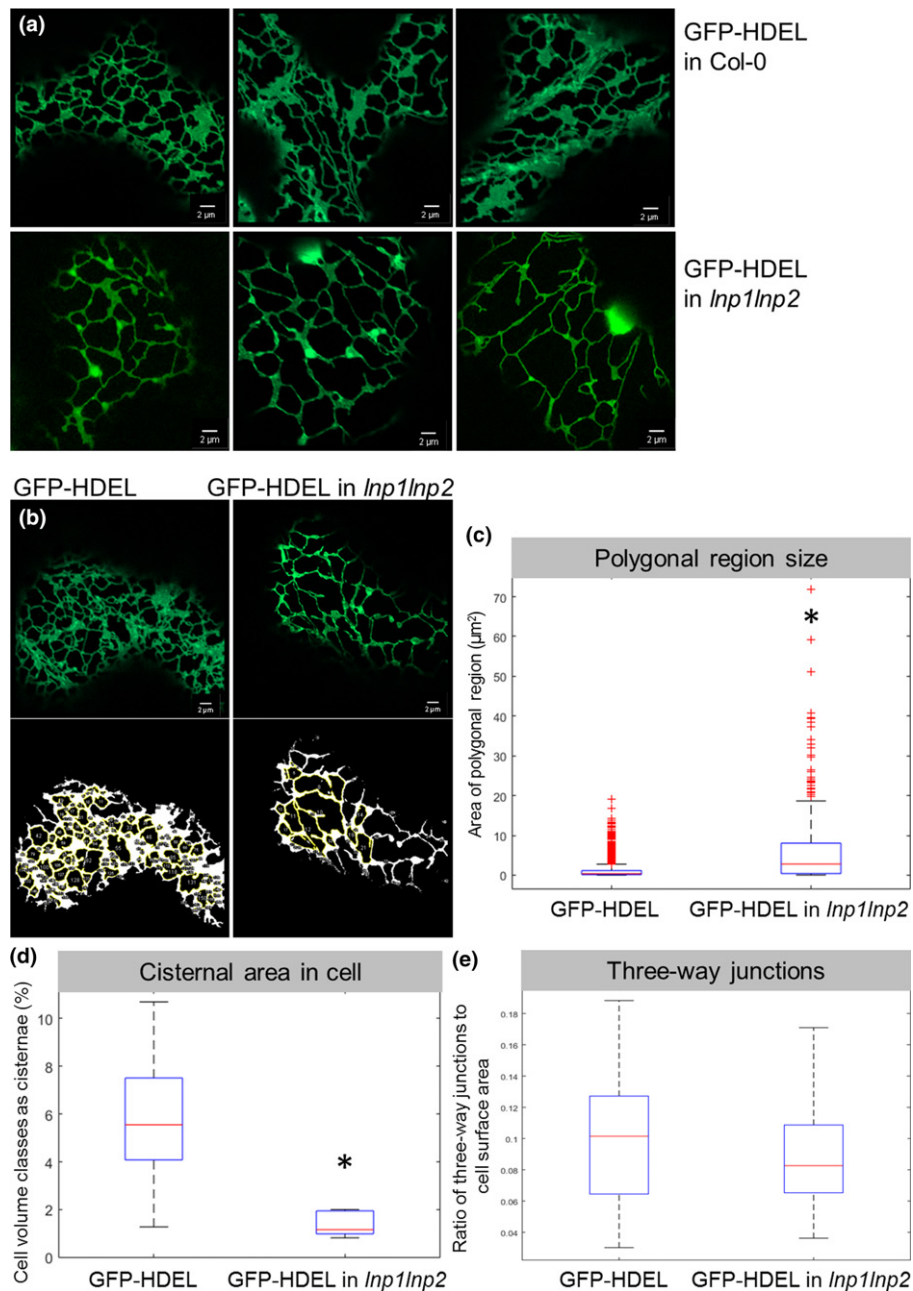 (a)
GFP-HDEL
in Col-0
2 µm
2 µm
2 µm
GFP-HDEL
in lnp1lnp2
2 µm
2 µm
2 µm
GFP-HDEL
GFP-HDEL in lnp1lnp2
(b)
2 µm
2 µm
(c)
Polygonal region size
Area of polygonal region (µm²)
70
60
50
40
30
20
10
0
*
GFP-HDEL
GFP-HDEL in lnp1lnp2
(d)
Cisternal area in cell
Cell volume classes as cisternae (%)
10
8
6
4
2
0
*
GFP-HDEL
GFP-HDEL in lnp1lnp2
(e)
Three-way junctions
Ratio of three-way junctions to
cell surface area
0.18
0.16
0.14
0.12
0.1
0.08
0.06
0.04
GFP-HDEL
GFP-HDEL in lnp1lnp2